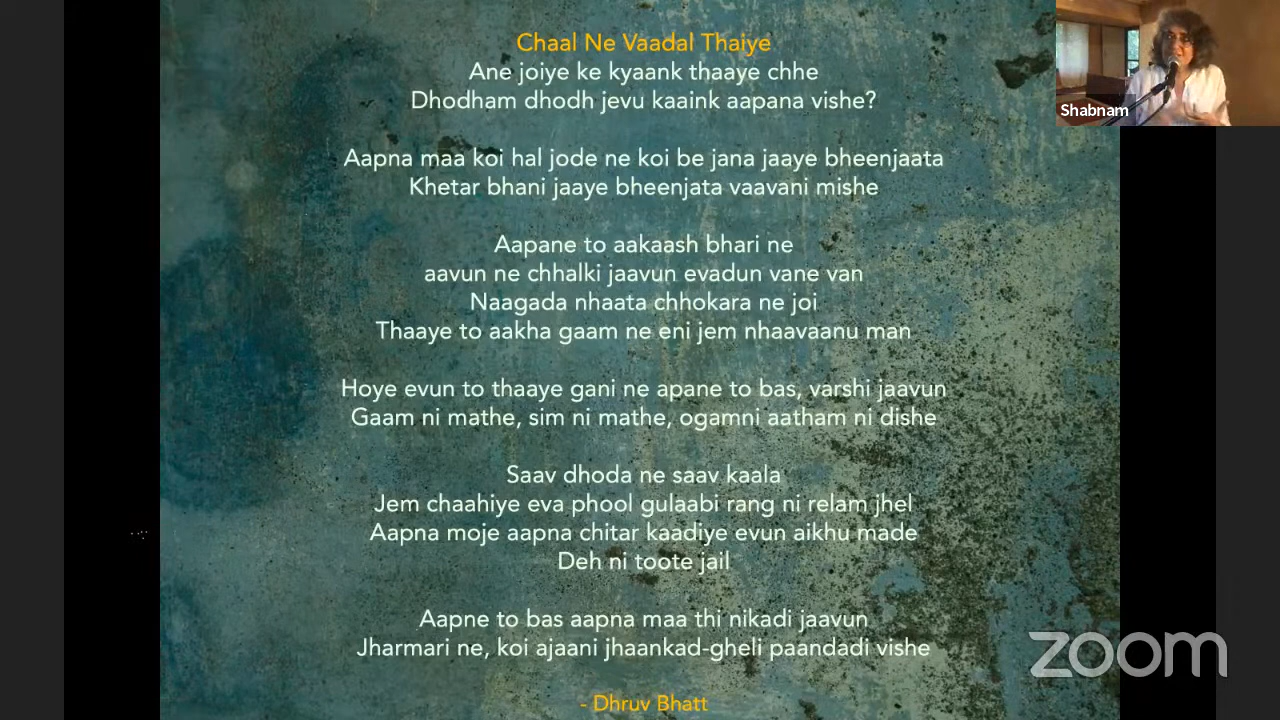 Chaal Ne Vaadal Thaiye
Ane joiye ke kyaank thaaye chhe
Dhodham dhodh jevu kaaink aapana vishe?
Aapna maa koi hal jode ne koi be jana jaaye bheenjaata
Khetar bhani jaaye bheenjata vaavani mishe
Aapane to aakaash bhari ne
aavun ne chhalki jaavun evadun vane van
Naagada nhaata chhokara ne joi
Thaaye to aakha gaam ne eni jem nhaavaanu man
Hoye evun to thaaye gani ne apane to bas, varshi jaavun
Gaam ni mathe, sim ni mathe, ogamni aatham ni dishe
Saav dhoda ne saav kaala
Jem chaahiye eva phool gulaabi rang ni relam jhel
Aapna moje aapna chitar kaadiye evun aikhu made
Deh ni toote jail
Aapne to bas aapna maa thi nikadi jaavun
Jharmari ne, koi ajaani jhaankad-gheli paandadi vishe
- Dhruv Bhatt
Shabnam
zoom